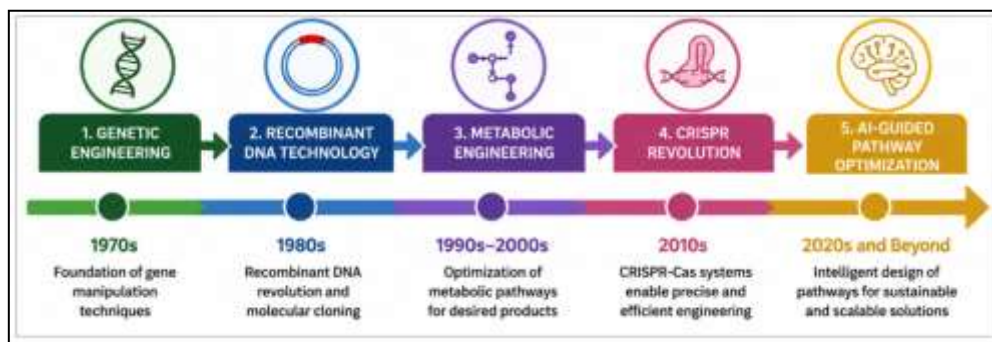 1. GENETIC
ENGINEERING
2. RECOMBINANT
DNA TECHNOLOGY
3. METABOLIC
ENGINEERING
4. CRISPR
REVOLUTION
5. AI-GUIDED
PATHWAY
OPTIMIZATION
1970s
Foundation of gene
manipulation
techniques
1980s
Recombinant DNA
revolution and
molecular cloning
1990s–2000s
Optimization of
metabolic pathways
for desired products
2010s
CRISPR-Cas systems
enable precise and
efficient engineering
2020s and Beyond
Intelligent design of
pathways for sustainable
and scalable solutions